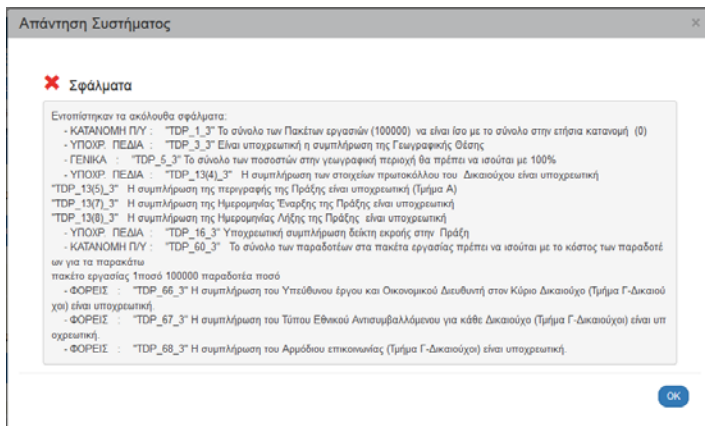 Απάντηση Συστήματος
×
Σφάλματα
Εντοπίστηκαν τα ακόλουθα σφάλματα:
- ΚΑΤΑΝΟΜΗ Π/Υ : "TDP_1_3" Το σύνολο των Πακέτων εργασιών (100000) να είναι ίσο με το σύνολο στην ετήσια κατανομή (0)
- ΥΠΟΧΡ. ΠΕΔΙΑ : "TDP_3_3" Είναι υποχρεωτική η συμπλήρωση της Γεωγραφικής Θέσης
- ΓΕΝΙΚΑ : "TDP_5_3" Το σύνολο των ποσοστών στην γεωγραφική περιοχή θα πρέπει να ισούται με 100%
- ΥΠΟΧΡ. ΠΕΔΙΑ : "TDP_13(4)_3" Η συμπλήρωση των στοιχείων πρωτοκόλλου του Δικαιούχου είναι υποχρεωτική
"TDP_13(5)_3" Η συμπλήρωση της περιγραφής της Πράξης είναι υποχρεωτική (Τμήμα Α)
"TDP_13(7)_3" Η συμπλήρωση της Ημερομηνίας Έναρξης της Πράξης είναι υποχρεωτική
"TDP_13(8)_3" Η συμπλήρωση της Ημερομηνίας Λήξης της Πράξης είναι υποχρεωτική
- ΥΠΟΧΡ. ΠΕΔΙΑ : "TDP_16_3" Υποχρεωτική συμπλήρωση δείκτη εκροής στην Πράξη
- ΚΑΤΑΝΟΜΗ Π/Υ : "TDP_60_3" Το σύνολο των παραδοτέων στα πακέτα εργασίας πρέπει να ισούται με το κόστος των παραδοτέ
ων για τα παρακάτω
πακέτο εργασίας 1ποσό 100000 παραδοτέα ποσό
- ΦΟΡΕΙΣ : "TDP_66_3" Η συμπλήρωση του Υπεύθυνου έργου και Οικονομικού Διευθυντή στον Κύριο Δικαιούχο (Τμήμα Γ-Δικαιού
χοι) είναι υποχρεωτική.
- ΦΟΡΕΙΣ : "TDP_67_3" Η συμπλήρωση του Τύπου Εθνικού Αντισυμβαλλόμενου για κάθε Δικαιούχο (Τμήμα Γ-Δικαιούχοι) είναι υπ
οχρεωτική.
- ΦΟΡΕΙΣ : "TDP_68_3" Η συμπλήρωση του Αρμόδιου επικοινωνίας (Τμήμα Γ-Δικαιούχοι) είναι υποχρεωτική.
OK